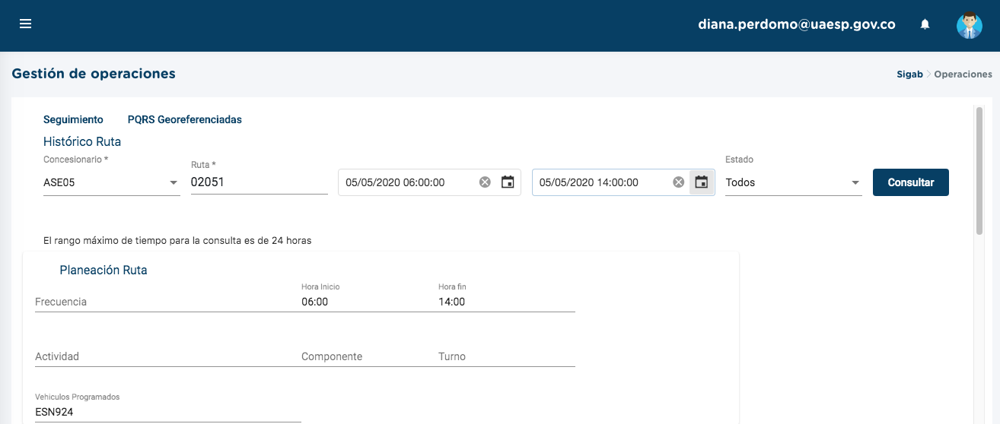 diana.perdomo@uaesp.gov.co
Gestión de operaciones
Sigab > Operaciones
Seguimiento PQRS Georeferenciadas
Histórico Ruta
Concesionario * Ruta * Estado
ASE05 02051 05/05/2020 06:00:00 05/05/2020 14:00:00 Todos Consultar
El rango máximo de tiempo para la consulta es de 24 horas
Planeación Ruta
Hora Inicio Hora fin
Frecuencia 06:00 14:00
Actividad Componente Turno
Vehiculos Programados
ESN924